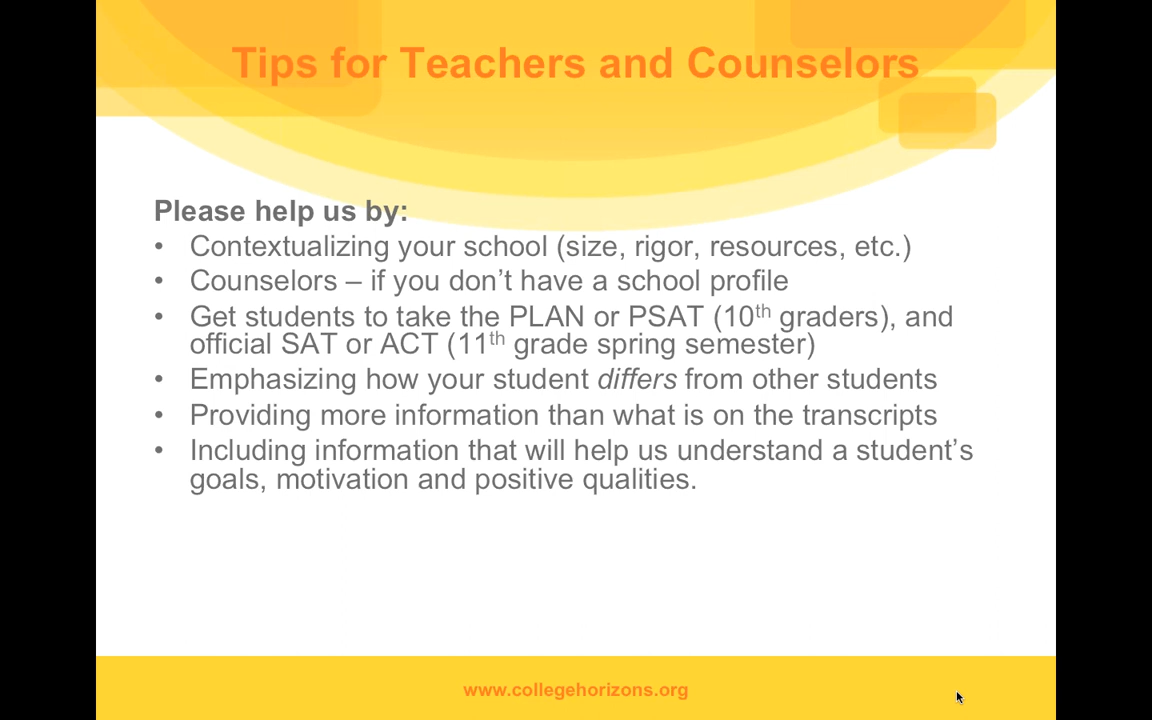 Tips for Teachers and Counselors
Please help us by:
• Contextualizing your school (size, rigor, resources, etc.)
• Counselors – if you don’t have a school profile
• Get students to take the PLAN or PSAT (10th graders), and
official SAT or ACT (11th grade spring semester)
• Emphasizing how your student differs from other students
• Providing more information than what is on the transcripts
• Including information that will help us understand a student’s
goals, motivation and positive qualities.
www.collegehorizons.org